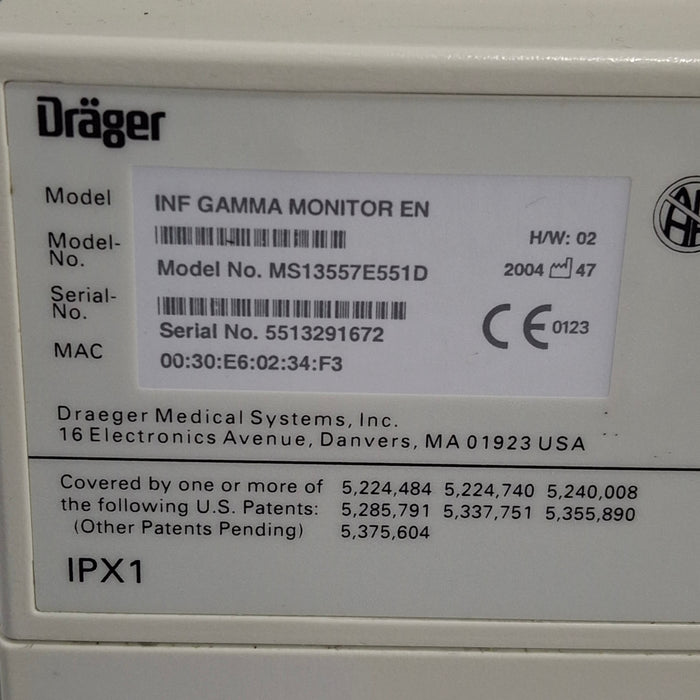 Dräger
Model
INF GAMMA MONITOR EN
Model-
No.
H/W: 02
Model No. MS13557E551D
2004 47
Serial-
No.
Serial No. 5513291672
CE 0123
MAC
00:30:E6:02:34:F3
Draeger Medical Systems, Inc.
16 Electronics Avenue, Danvers, MA 01923 USA
Covered by one or more of 5,224,484 5,224,740 5,240,008
the following U.S. Patents: 5,285,791 5,337,751 5,355,890
(Other Patents Pending) 5,375,604
IPX1